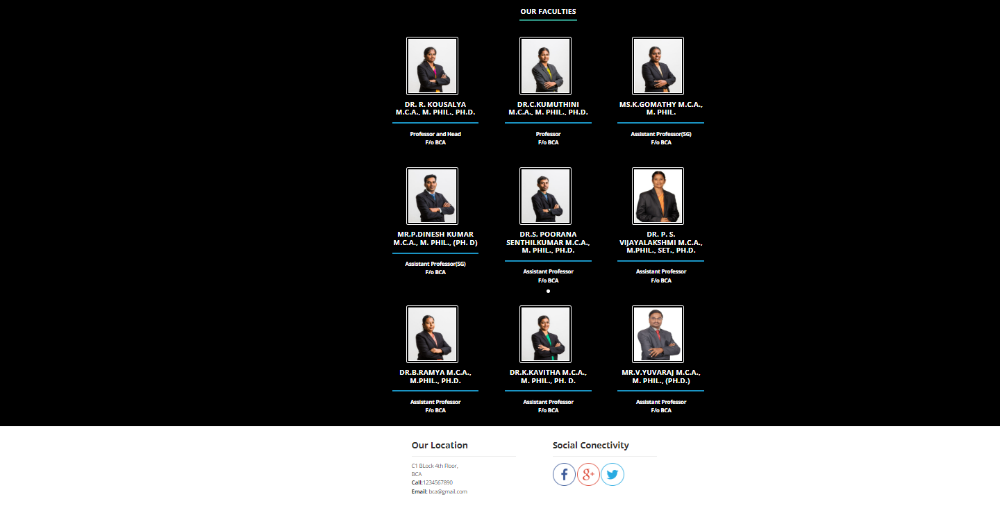 OUR FACULTIES
DR. R. KOUSALYA
M.C.A., M. PHIL., PH.D.
Professor and Head
F/o BCA
DR.C.KUMUTHINI
M.C.A., M. PHIL., PH.D.
Professor
F/o BCA
MS.K.GOMATHY M.C.A.,
M. PHIL.
Assistant Professor(SG)
F/o BCA
MR.P.DINESH KUMAR
M.C.A., M. PHIL., (PH. D)
Assistant Professor(SG)
F/o BCA
DR.S. POORANA
SENTHILKUMAR M.C.A.,
M. PHIL., PH.D.
Assistant Professor
F/o BCA
DR. P. S.
VIJAYALAKSHMI M.C.A.,
M.PHIL., SET., PH.D.
Assistant Professor
F/o BCA
DR.B.RAMYA M.C.A.,
M.PHIL., PH.D.
Assistant Professor
F/o BCA
DR.K.KAVITHA M.C.A.,
M. PHIL., PH. D.
Assistant Professor
F/o BCA
MR.V.YUVARAJ M.C.A.,
M. PHIL., (PH.D.)
Assistant Professor
F/o BCA
Our Location
C1 BLock 4th Floor,
BCA
Call:1234567890
Email: bca@gmail.com
Social Conectivity
f g+